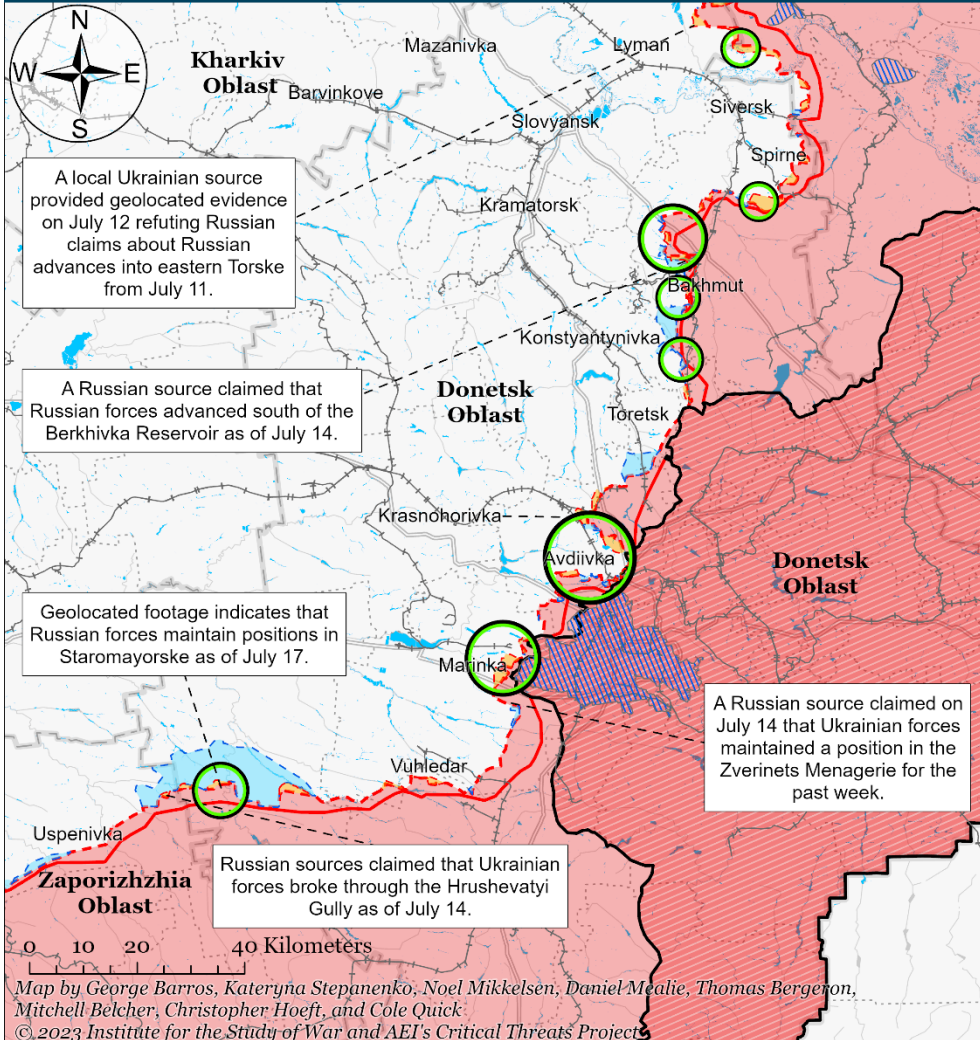 N
W
E
S
Kharkiv
Oblast
Mazanivka
Lyman
Barvinkove
Slovyansk
Siversk
Spirne
A local Ukrainian source
provided geolocated evidence
on July 12 refuting Russian
claims about Russian
advances into eastern Torske
from July 11.
Kramatorsk
Bakhmut
Konstyantynivka
A Russian source claimed that
Russian forces advanced south of the
Berkhivka Reservoir as of July 14.
Donetsk
Oblast
Toretsk
Krasnohorivka
Avdiivka
Donetsk
Oblast
Geolocated footage indicates that
Russian forces maintain positions in
Staromayorske as of July 17.
Marinka
A Russian source claimed on
July 14 that Ukrainian forces
maintained a position in the
Zverinets Menagerie for the
past week.
Vuhledar
Uspenivka
Zaporizhzhia
Oblast
Russian sources claimed that Ukrainian
forces broke through the Hrushevatyi
Gully as of July 14.
0 10 20 40 Kilometers
Map by George Barros, Kateryna Stepanenko, Noel Mikkelsen, Daniel Mealie, Thomas Bergeron,
Mitchell Belcher, Christopher Hoeft, and Cole Quick
© 2023 Institute for the Study of War and AEI's Critical Threats Project